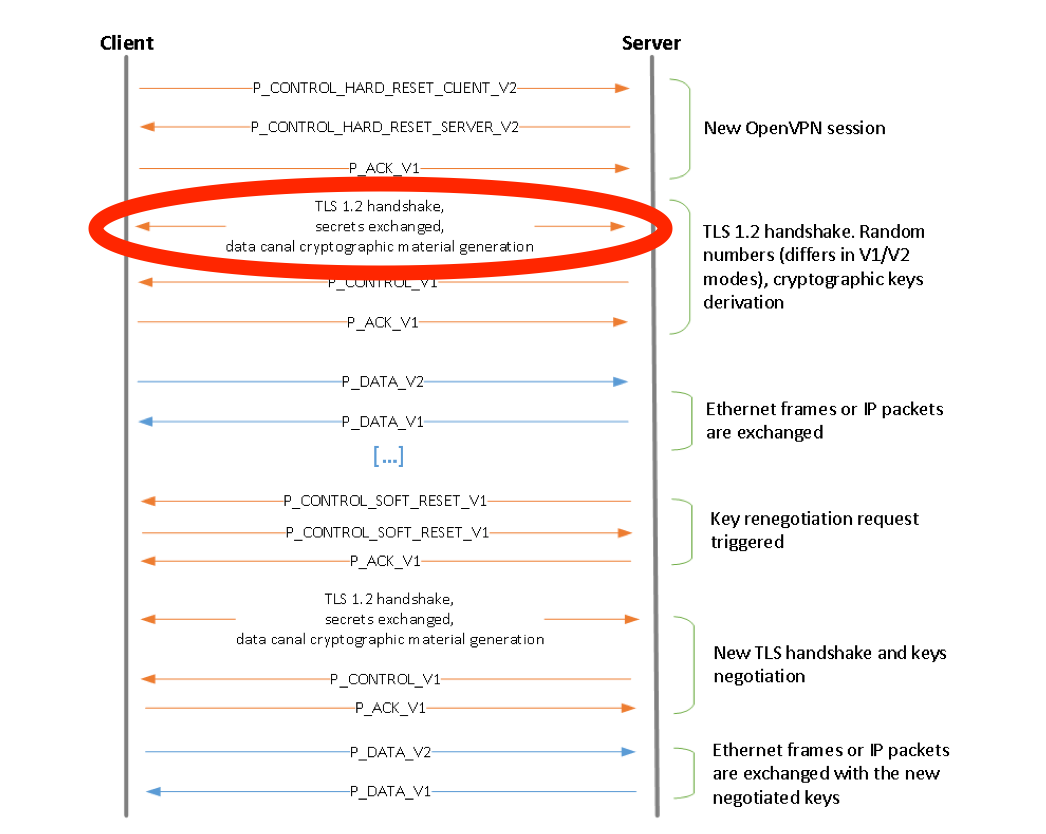 Client
Server
P_CONTROL_HARD_RESET_CLIENT_V2
P_CONTROL_HARD_RESET_SERVER_V2
P_ACK_V1
New OpenVPN session
TLS 1.2 handshake,
secrets exchanged,
data canal cryptographic material generation
P_CONTROL_V1
P_ACK_V1
TLS 1.2 handshake. Random
numbers (differs in V1/V2
modes), cryptographic keys
derivation
P_DATA_V2
P_DATA_V1
[...]
Ethernet frames or IP packets
are exchanged
P_CONTROL_SOFT_RESET_V1
P_CONTROL_SOFT_RESET_V1
P_ACK_V1
Key renegotiation request
triggered
TLS 1.2 handshake,
secrets exchanged,
data canal cryptographic material generation
P_CONTROL_V1
P_ACK_V1
New TLS handshake and keys
negotiation
P_DATA_V2
P_DATA_V1
Ethernet frames or IP packets
are exchanged with the new
negotiated keys